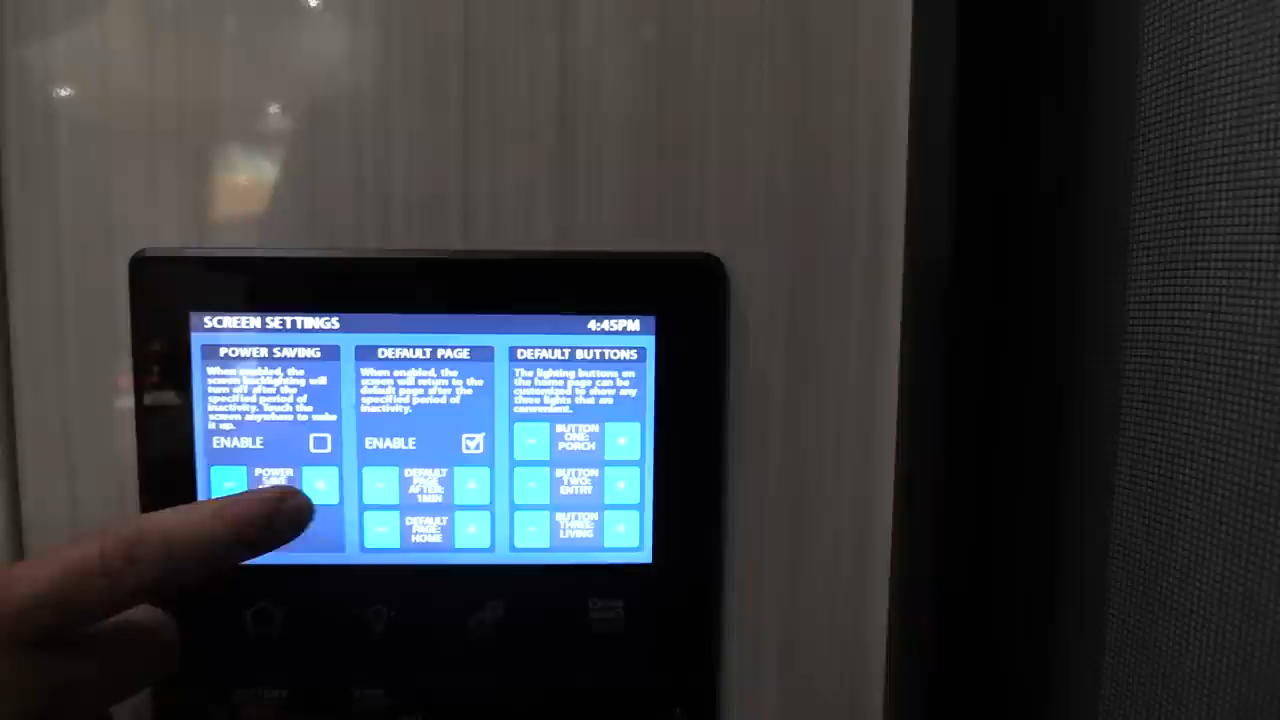 SCREEN SETTINGS
4:45PM
POWER SAVING
When enabled, the
screen backlighting will
turn off after the
specified period of
inactivity. Touch the
screen anywhere to wake
it up.
ENABLE
POWER
SAVE
DEFAULT PAGE
When enabled, the
screen will return to the
default page after the
specified period of
inactivity.
ENABLE
- DEFAULT
PAGE
AFTER:
1MIN +
- DEFAULT
PAGE:
HOME +
DEFAULT BUTTONS
The lighting buttons on
the home page can be
customized to show any
three lights that are
convenient.
- BUTTON
ONE:
PORCH +
- BUTTON
TWO:
ENTRY +
- BUTTON
THREE:
LIVING +